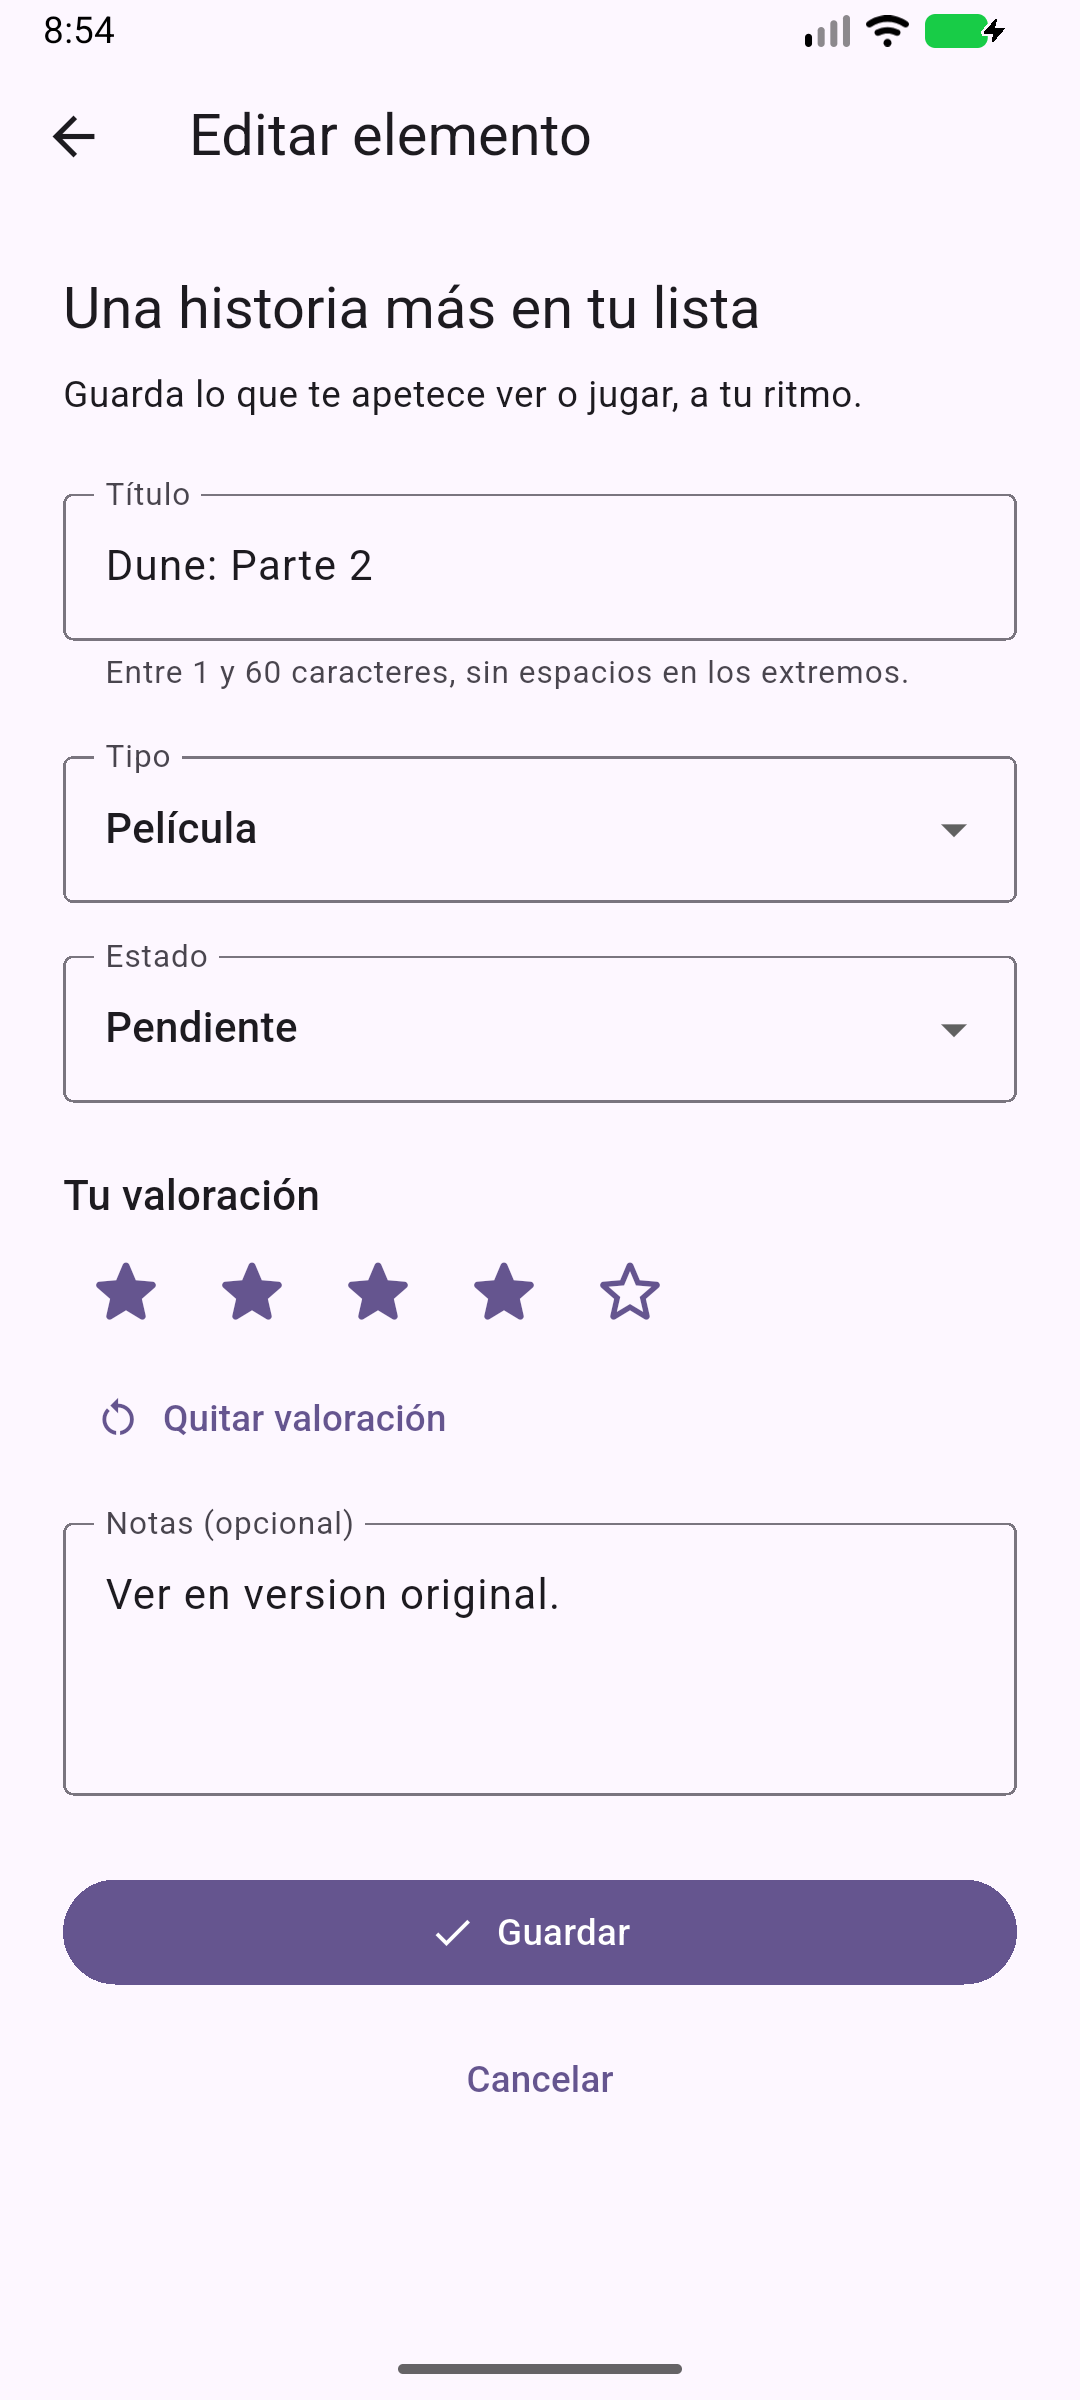 8:54
Editar elemento
Una historia más en tu lista
Guarda lo que te apetece ver o jugar, a tu ritmo.
Título
Dune: Parte 2
Entre 1 y 60 caracteres, sin espacios en los extremos.
Tipo
Película
Estado
Pendiente
Tu valoración
Quitar valoración
Notas (opcional)
Ver en version original.
Guardar
Cancelar